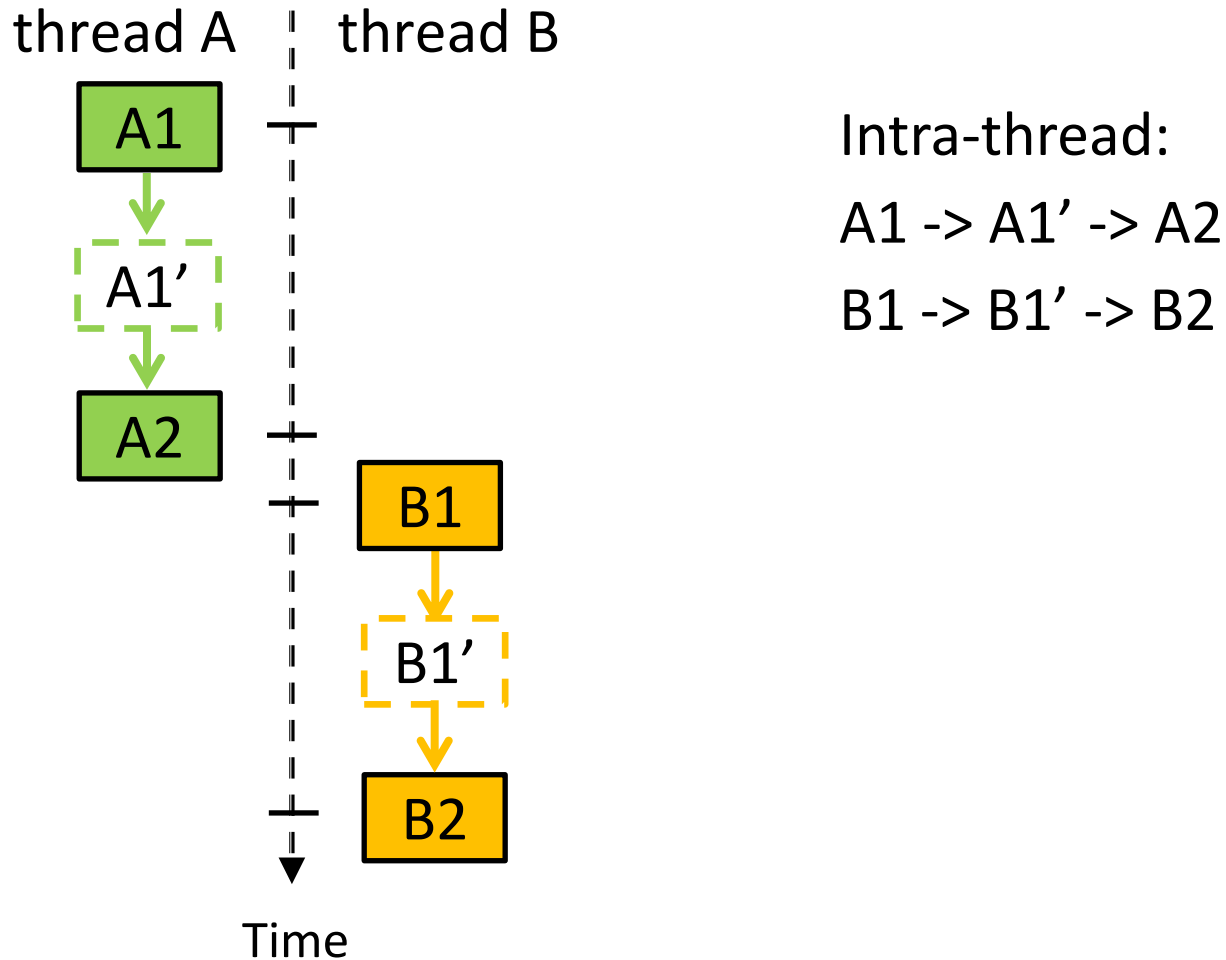 thread A
thread B
A1
A1’
A2
B1
B1’
B2
Time
Intra-thread:
A1 -> A1’ -> A2
B1 -> B1’ -> B2